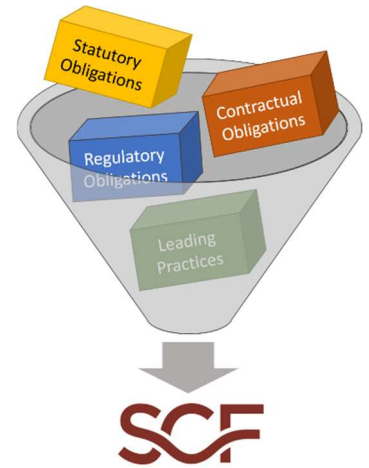 Statutory
Obligations
Contractual
Obligations
Regulatory
Obligations
Leading
Practices
SCF